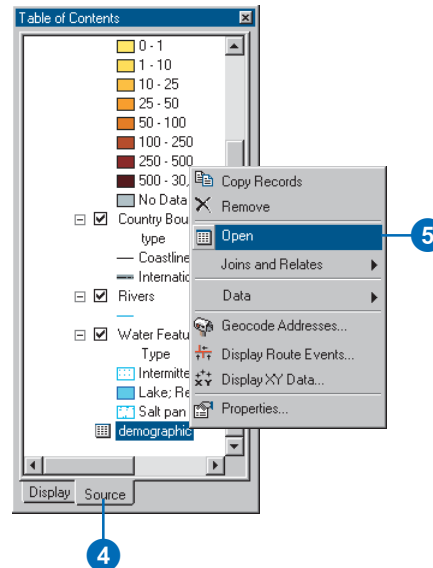 Table of Contents
0 - 1
1 - 10
10 - 25
25 - 50
50 - 100
100 - 250
250 - 500
500 - 30,
No Data
Country Bou
type
Coastline
Internatic
Rivers
Water Featu
Type
Intermitte
Lake; Re
Salt pan
demographic
Copy Records
Remove
Open
Joins and Relates
Data
Geocode Addresses...
Display Route Events...
Display XY Data...
Properties...
5
Display
Source
4